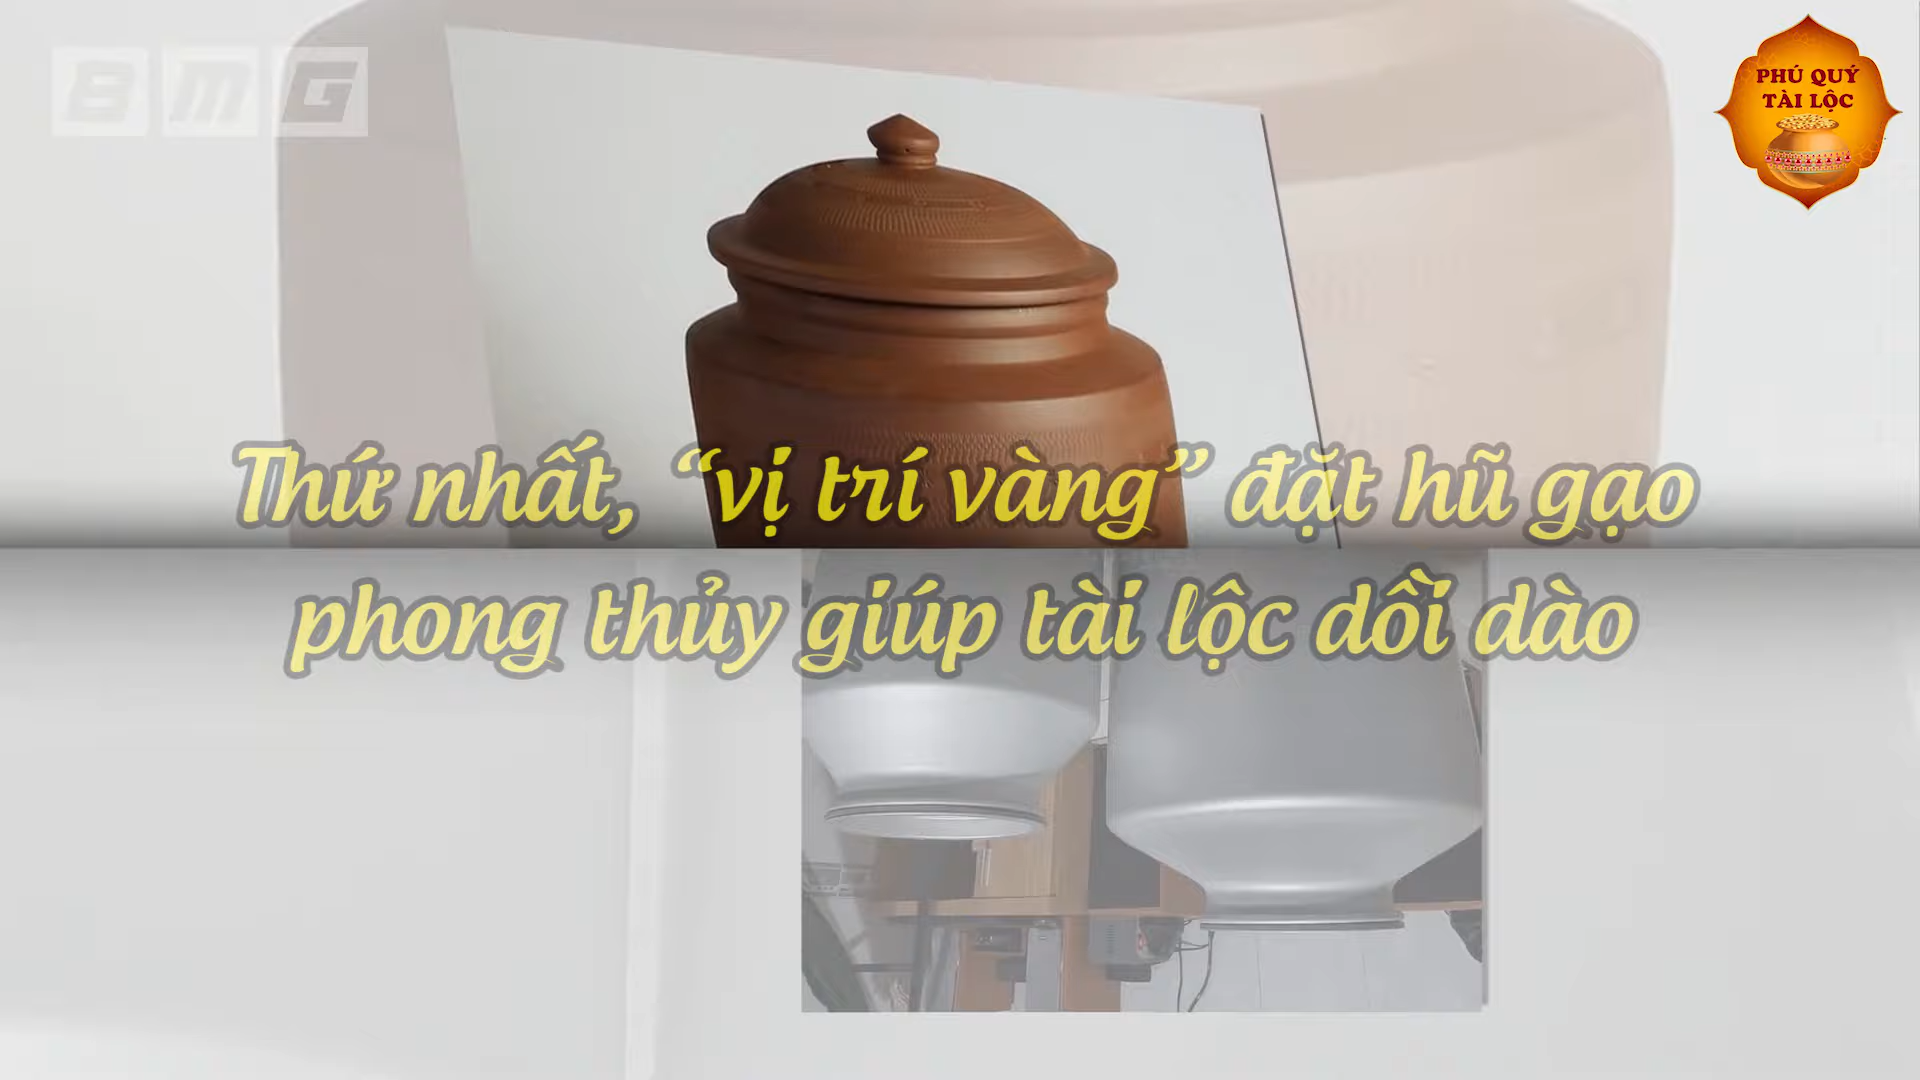 BMG
PHÚ QUÝ
TÀI LỘC
Thứ nhất, “vị trí vàng” đặt hũ gạo
phong thủy giúp tài lộc dồi dào